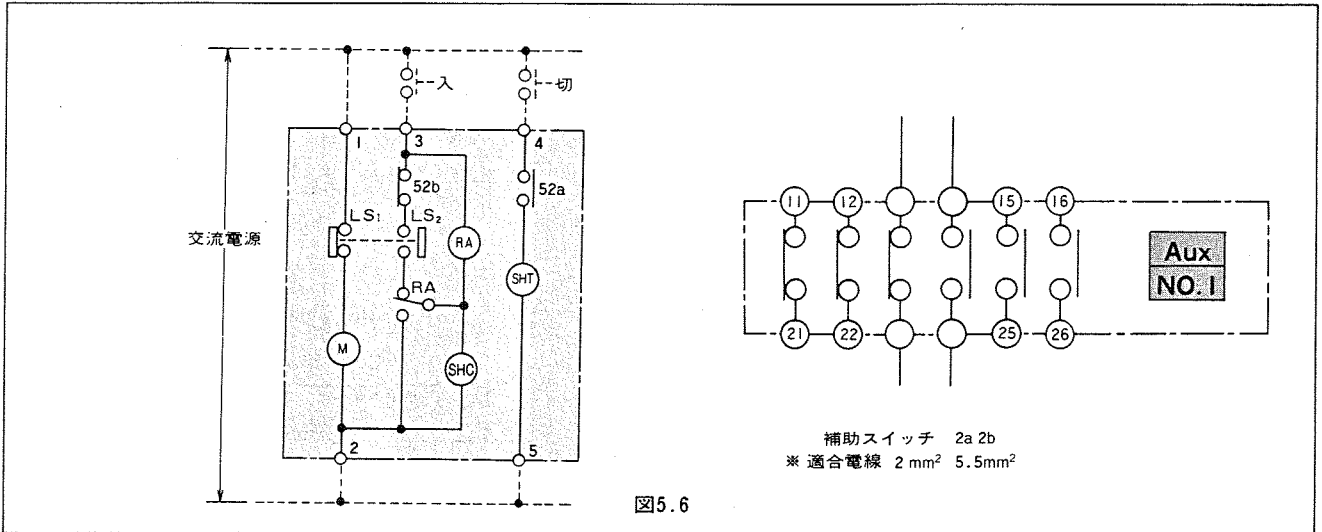 入
切
1
3
4
52b
52a
LS₁
LS₂
交流電源
RA
SHT
RA
M
SHC
2
5
11 12 15 16
Aux
NO.1
21 22 25 26
補助スイッチ 2a 2b
※ 適合電線 2mm² 5.5mm²
図5.6